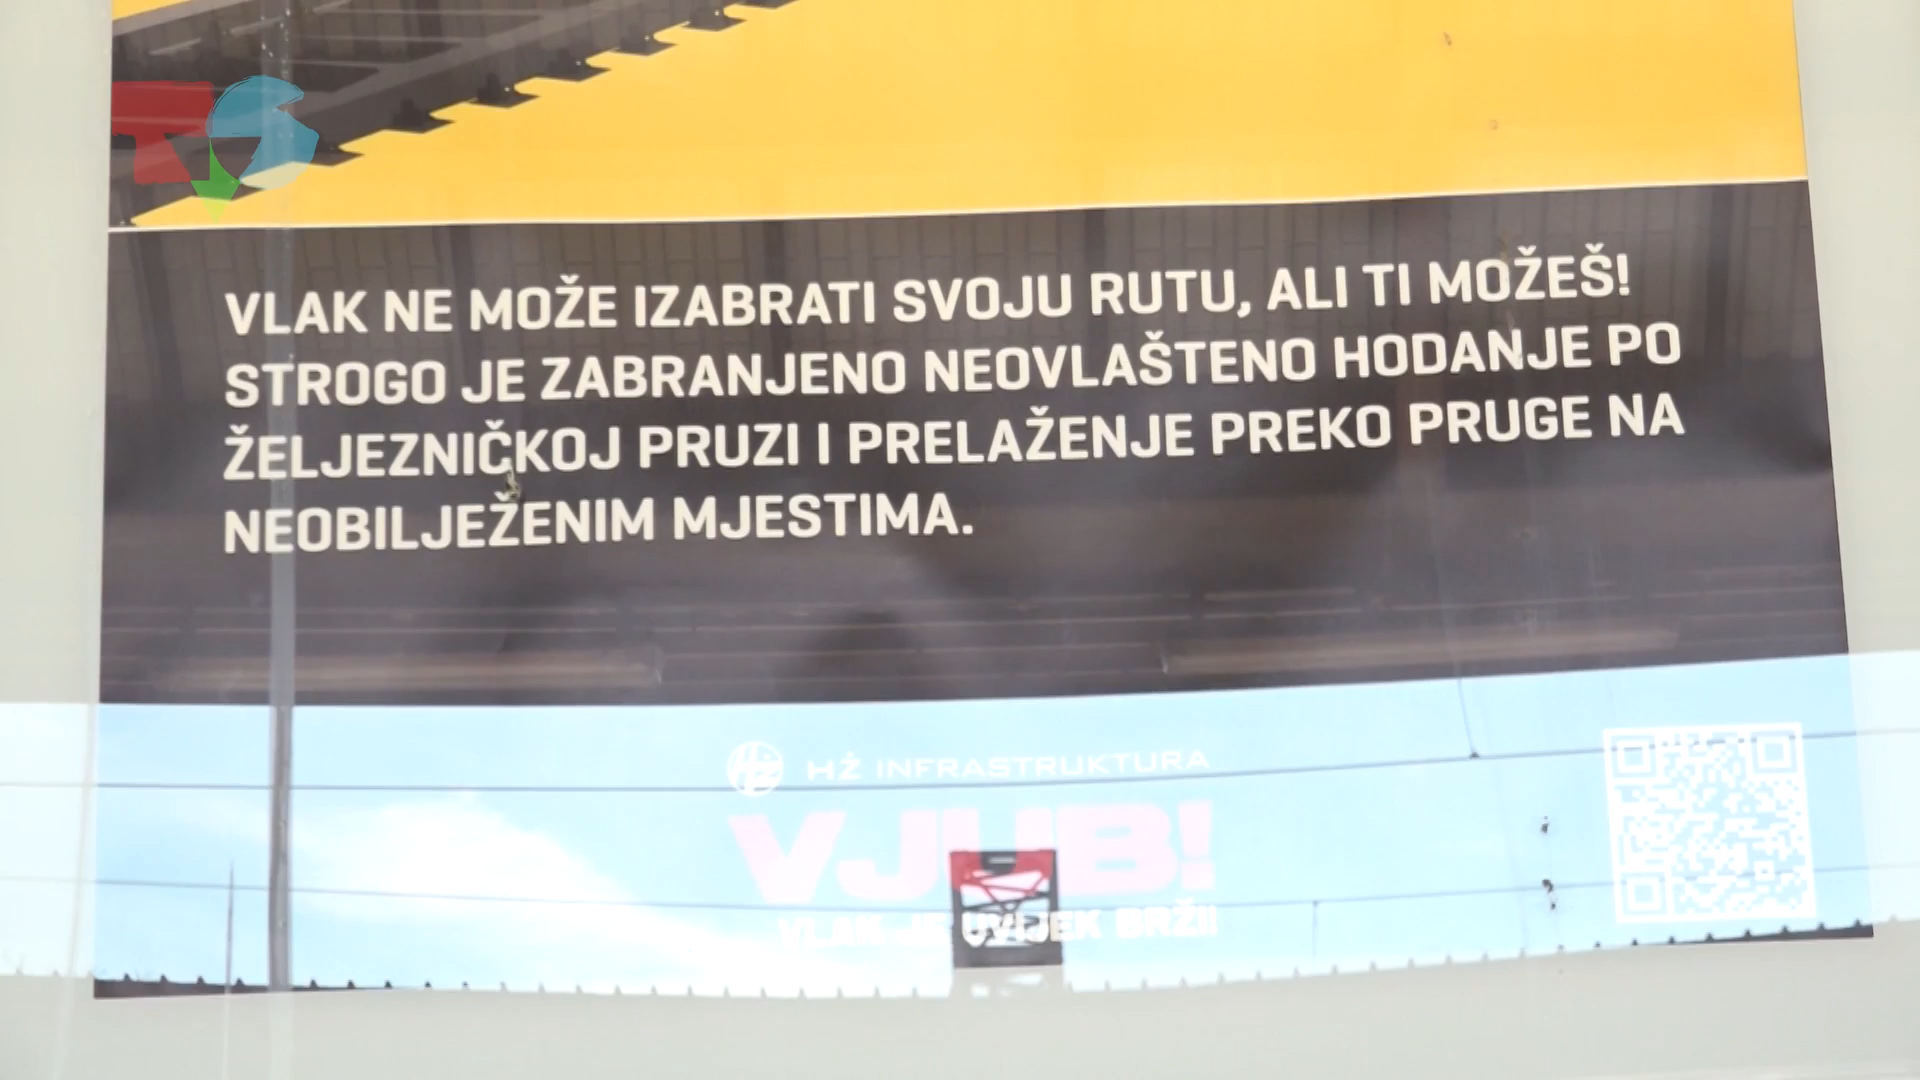 VLAK NE MOŽE IZABRATI SVOJU RUTU, ALI TI MOŽEŠ!
STROGO JE ZABRANJENO NEOVLAŠTENO HODANJE PO
ŽELJEZNIČKOJ PRUZI I PRELAŽENJE PREKO PRUGE NA
NEOBILJEŽENIM MJESTIMA.
HŽ INFRASTRUKTURA
VJUB!
VLAK JE UVIJEK BRŽI!